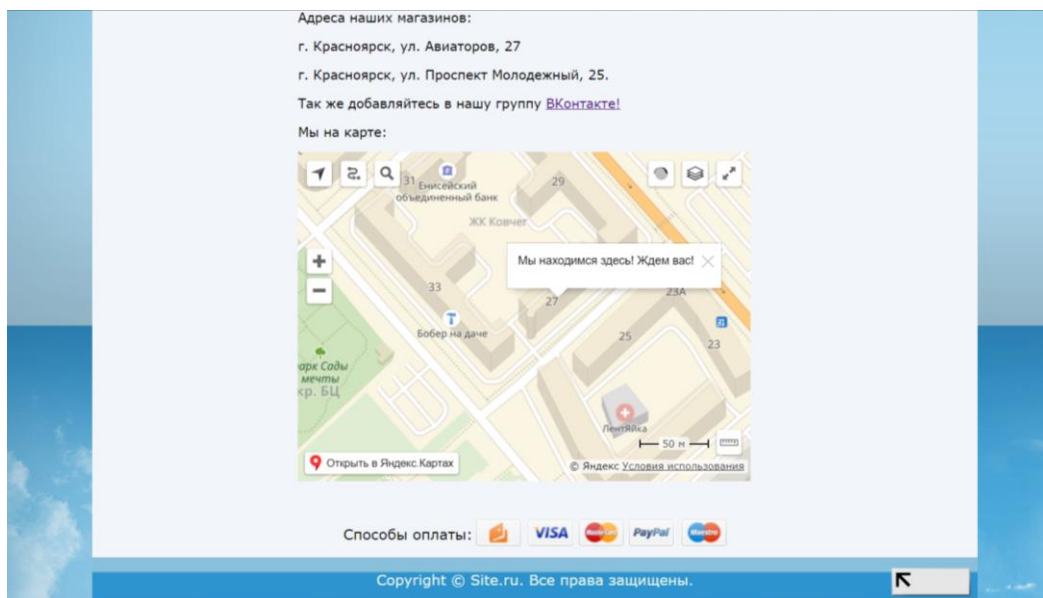 Адреса наших магазинов:
г. Красноярск, ул. Авиаторов, 27
г. Красноярск, ул. Проспект Молодежный, 25.
Так же добавляйтесь в нашу группу ВКонтакте!
Мы на карте:
31
Енисейский
объединенный банк
29
ЖК Ковчег
Мы находимся здесь! Ждем вас!
33
27
23А
Бобер на даче
25
23
арк Сады
мечты
кр. БЦ
ЛентЯйка
50 м
Открыть в Яндекс.Картах
© Яндекс Условия использования
Способы оплаты: VISA MasterCard PayPal Maestro
Copyright © Site.ru. Все права защищены.